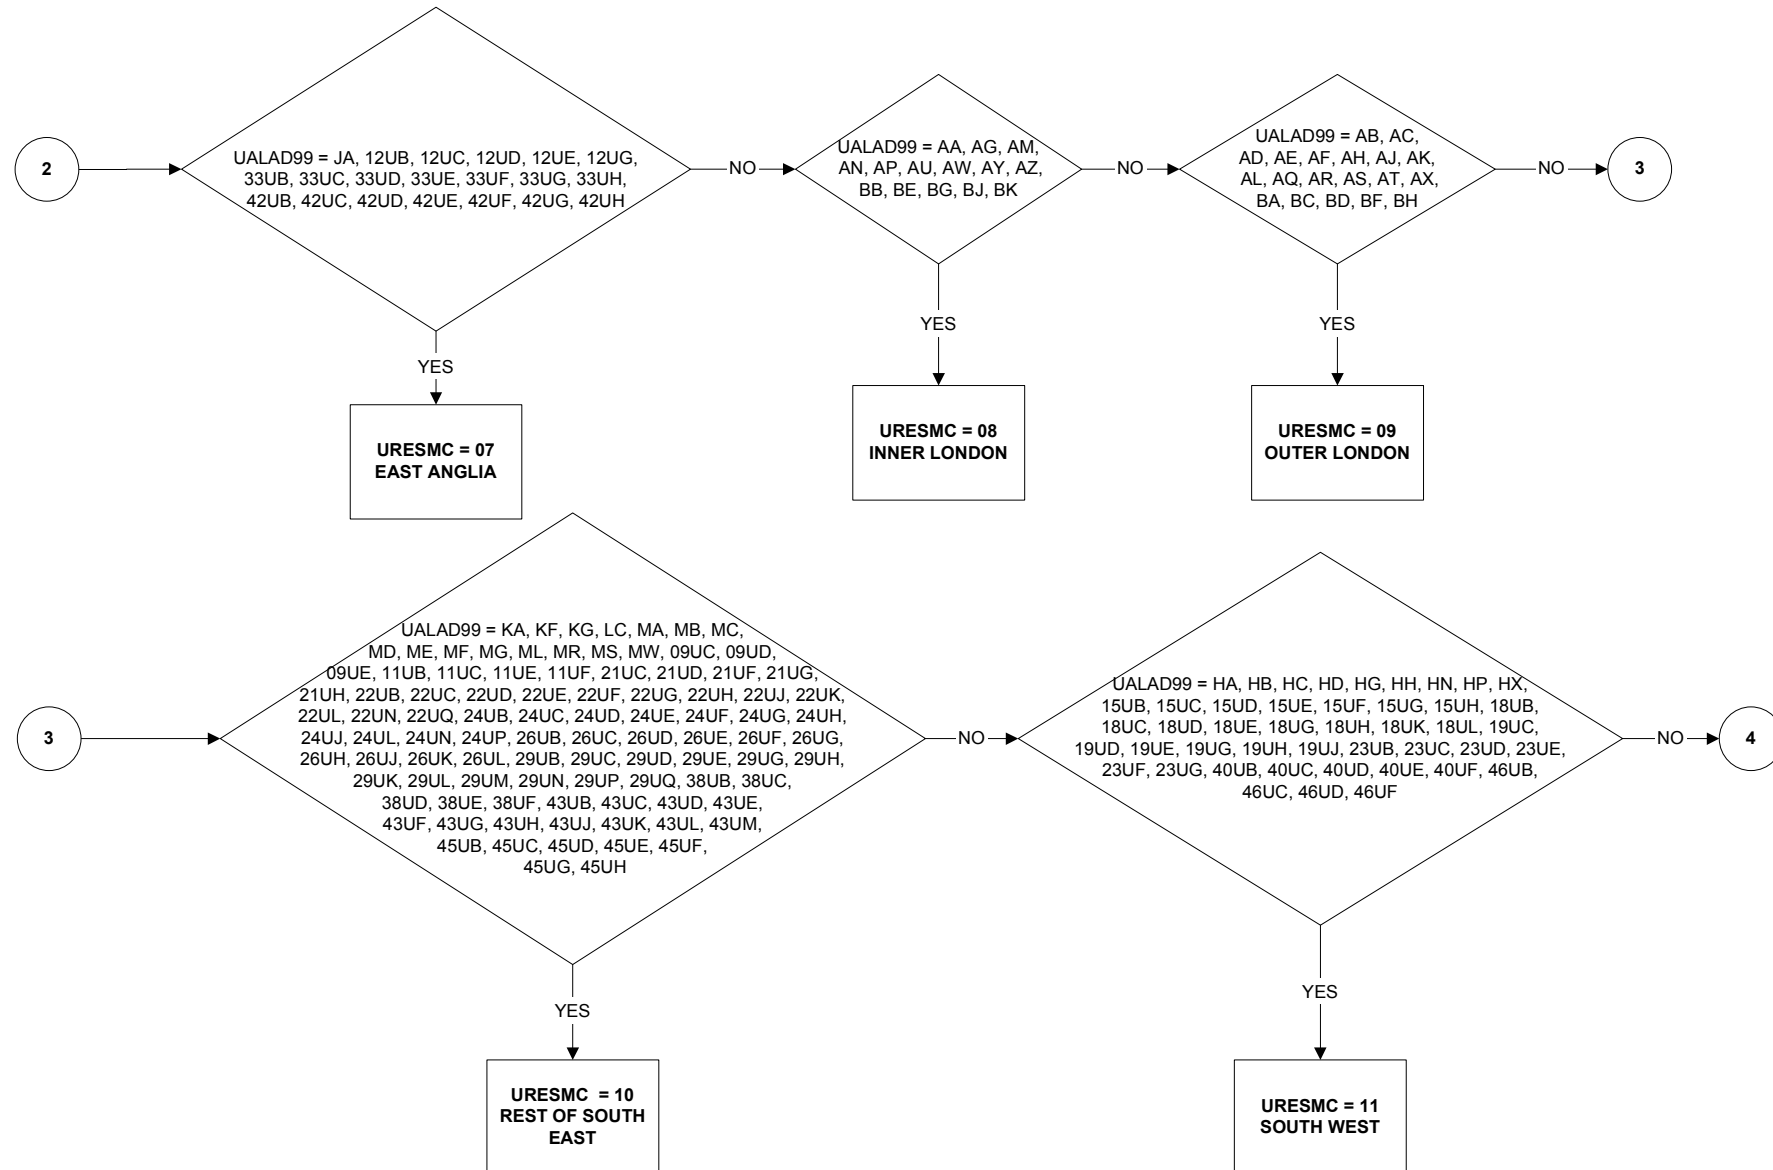 2
UALAD99 = JA, 12UB, 12UC, 12UD, 12UE, 12UG,
33UB, 33UC, 33UD, 33UE, 33UF, 33UG, 33UH,
42UB, 42UC, 42UD, 42UE, 42UF, 42UG, 42UH
NO
UALAD99 = AA, AG, AM,
AN, AP, AU, AW, AY, AZ,
BB, BE, BG, BJ, BK
NO
UALAD99 = AB, AC,
AD, AE, AF, AH, AJ, AK,
AL, AQ, AR, AS, AT, AX,
BA, BC, BD, BF, BH
NO
3
YES
YES
YES
URESMC = 07
EAST ANGLIA
URESMC = 08
INNER LONDON
URESMC = 09
OUTER LONDON
3
UALAD99 = KA, KF, KG, LC, MA, MB, MC,
MD, ME, MF, MG, ML, MR, MS, MW, 09UC, 09UD,
09UE, 11UB, 11UC, 11UE, 11UF, 21UC, 21UD, 21UF, 21UG,
21UH, 22UB, 22UC, 22UD, 22UE, 22UF, 22UG, 22UH, 22UJ, 22UK,
22UL, 22UN, 22UQ, 24UB, 24UC, 24UD, 24UE, 24UF, 24UG, 24UH,
24UJ, 24UL, 24UN, 24UP, 26UB, 26UC, 26UD, 26UE, 26UF, 26UG,
26UH, 26UJ, 26UK, 26UL, 29UB, 29UC, 29UD, 29UE, 29UG, 29UH,
29UK, 29UL, 29UM, 29UN, 29UP, 29UQ, 38UB, 38UC,
38UD, 38UE, 38UF, 43UB, 43UC, 43UD, 43UE,
43UF, 43UG, 43UH, 43UJ, 43UK, 43UL, 43UM,
45UB, 45UC, 45UD, 45UE, 45UF,
45UG, 45UH
NO
UALAD99 = HA, HB, HC, HD, HG, HH, HN, HP, HX,
15UB, 15UC, 15UD, 15UE, 15UF, 15UG, 15UH, 18UB,
18UC, 18UD, 18UE, 18UG, 18UH, 18UK, 18UL, 19UC,
19UD, 19UE, 19UG, 19UH, 19UJ, 23UB, 23UC, 23UD, 23UE,
23UF, 23UG, 40UB, 40UC, 40UD, 40UE, 40UF, 46UB,
46UC, 46UD, 46UF
NO
4
YES
YES
URESMC = 10
REST OF SOUTH
EAST
URESMC = 11
SOUTH WEST